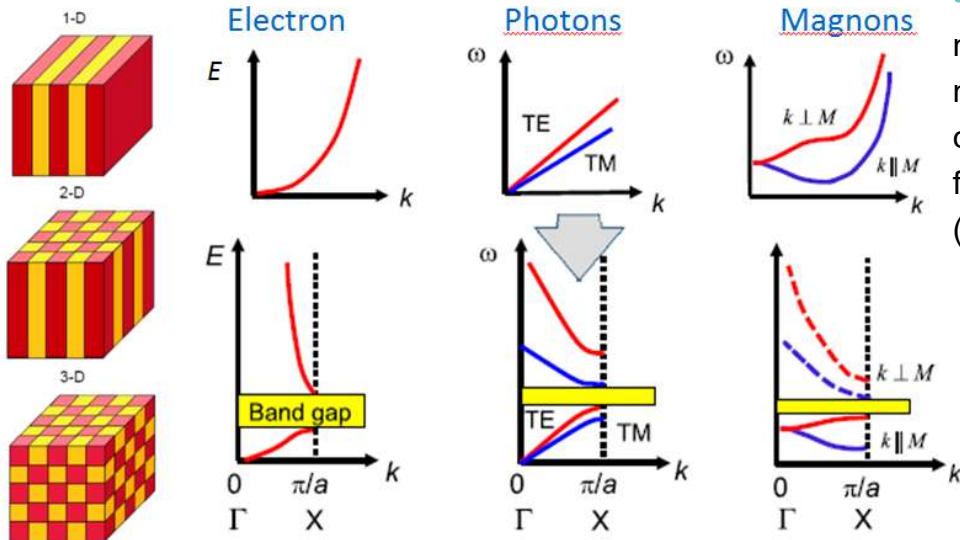 1-D
2-D
3-D
Electron
E
k
E
Band gap
k
0
π/a
Γ
X
Photons
ω
TE
TM
k
ω
TE
TM
k
0
π/a
Γ
X
Magnons
ω
k ⊥ M
k ∥ M
k
ω
k ⊥ M
k ∥ M
k
0
π/a
Γ
X
(